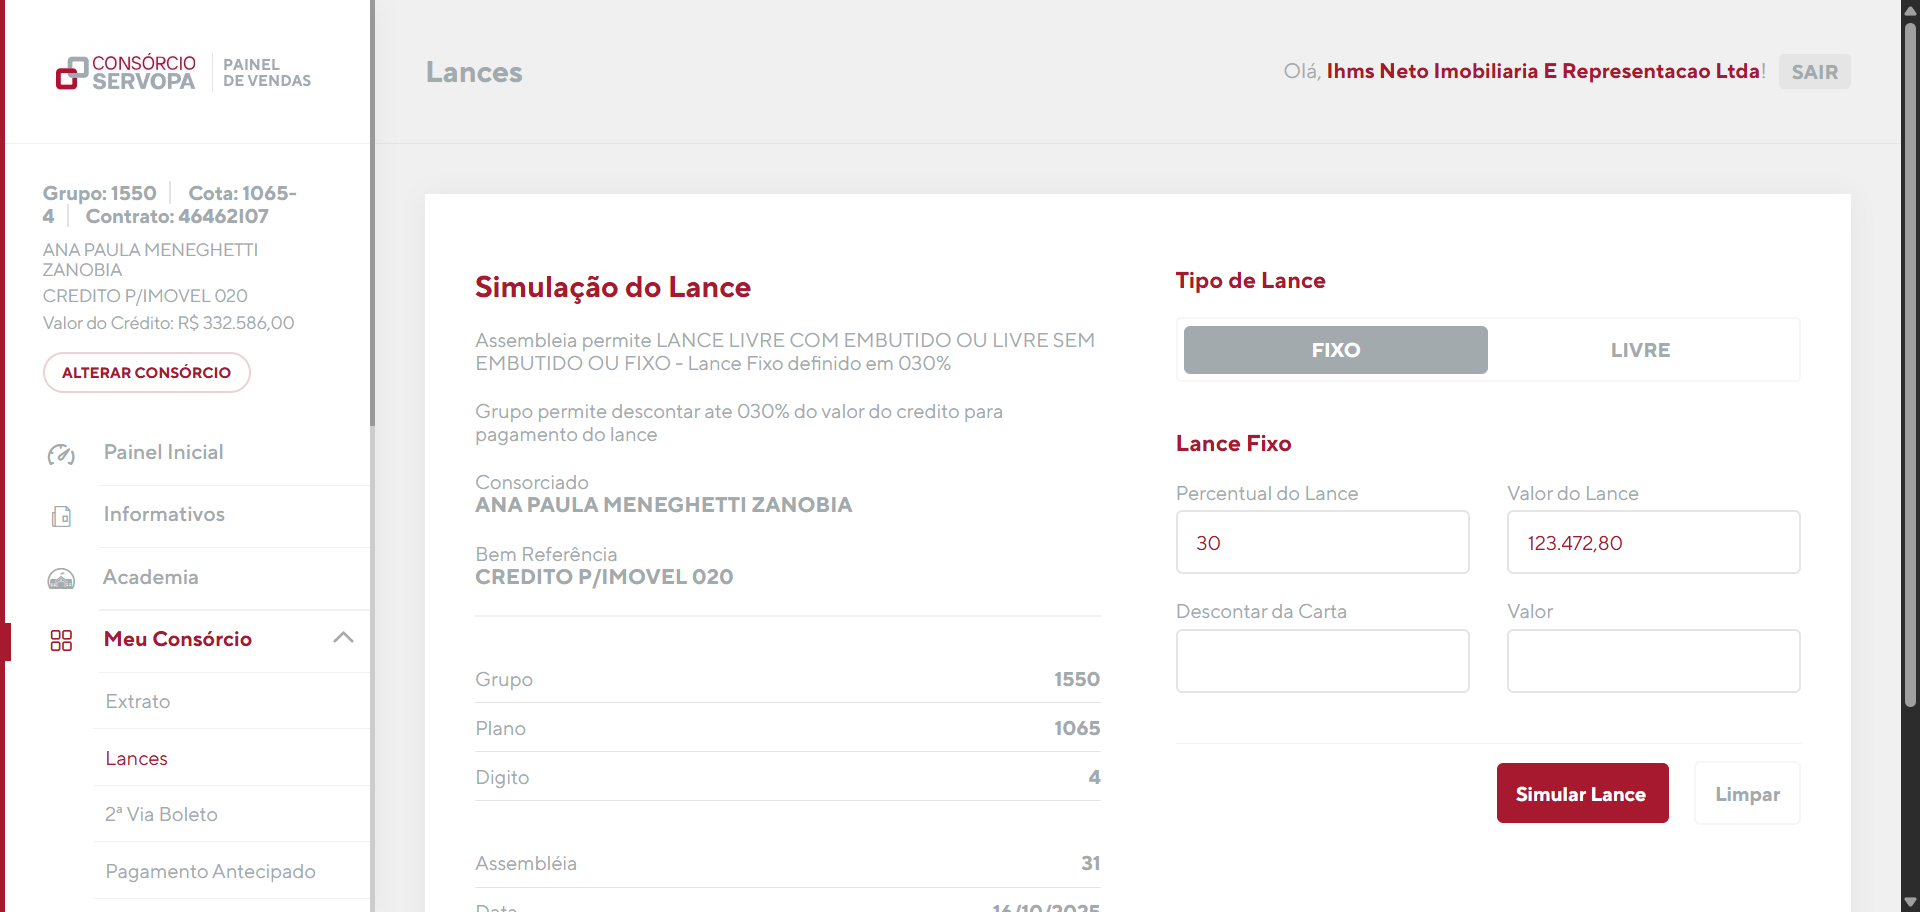 CONSÓRCIO
SERVOPA
PAINEL
DE VENDAS
Lances
Olá, Ihms Neto Imobiliaria E Representacao Ltda!
SAIR
Grupo: 1550
Cota: 1065-
4
Contrato: 46462I07
ANA PAULA MENEGHETTI
ZANOBIA
CREDITO P/IMOVEL 020
Valor do Crédito: R$ 332.586,00
ALTERAR CONSÓRCIO
Painel Inicial
Informativos
Academia
Meu Consórcio
Extrato
Lances
2ª Via Boleto
Pagamento Antecipado
Simulação do Lance
Assembleia permite LANCE LIVRE COM EMBUTIDO OU LIVRE SEM
EMBUTIDO OU FIXO - Lance Fixo definido em 030%
Grupo permite descontar ate 030% do valor do credito para
pagamento do lance
Consorciado
ANA PAULA MENEGHETTI ZANOBIA
Bem Referência
CREDITO P/IMOVEL 020
Grupo 1550
Plano 1065
Digito 4
Assembléia 31
Data 16/10/2025
Tipo de Lance
FIXO
LIVRE
Lance Fixo
Percentual do Lance
Valor do Lance
30
123.472,80
Descontar da Carta
Valor
Simular Lance
Limpar